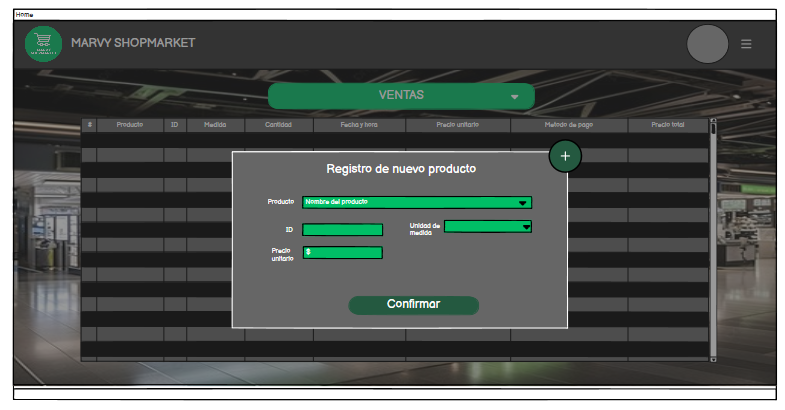 Home
MARVY SHOPMARKET
VENTAS
# Producto ID Medida Cantidad Fecha y hora Precio unitario Metodo de pago Precio total
+
Registro de nuevo producto
Producto Nombre del producto
ID
Unidad de
medida
Precio
unitario
$
Confirmar